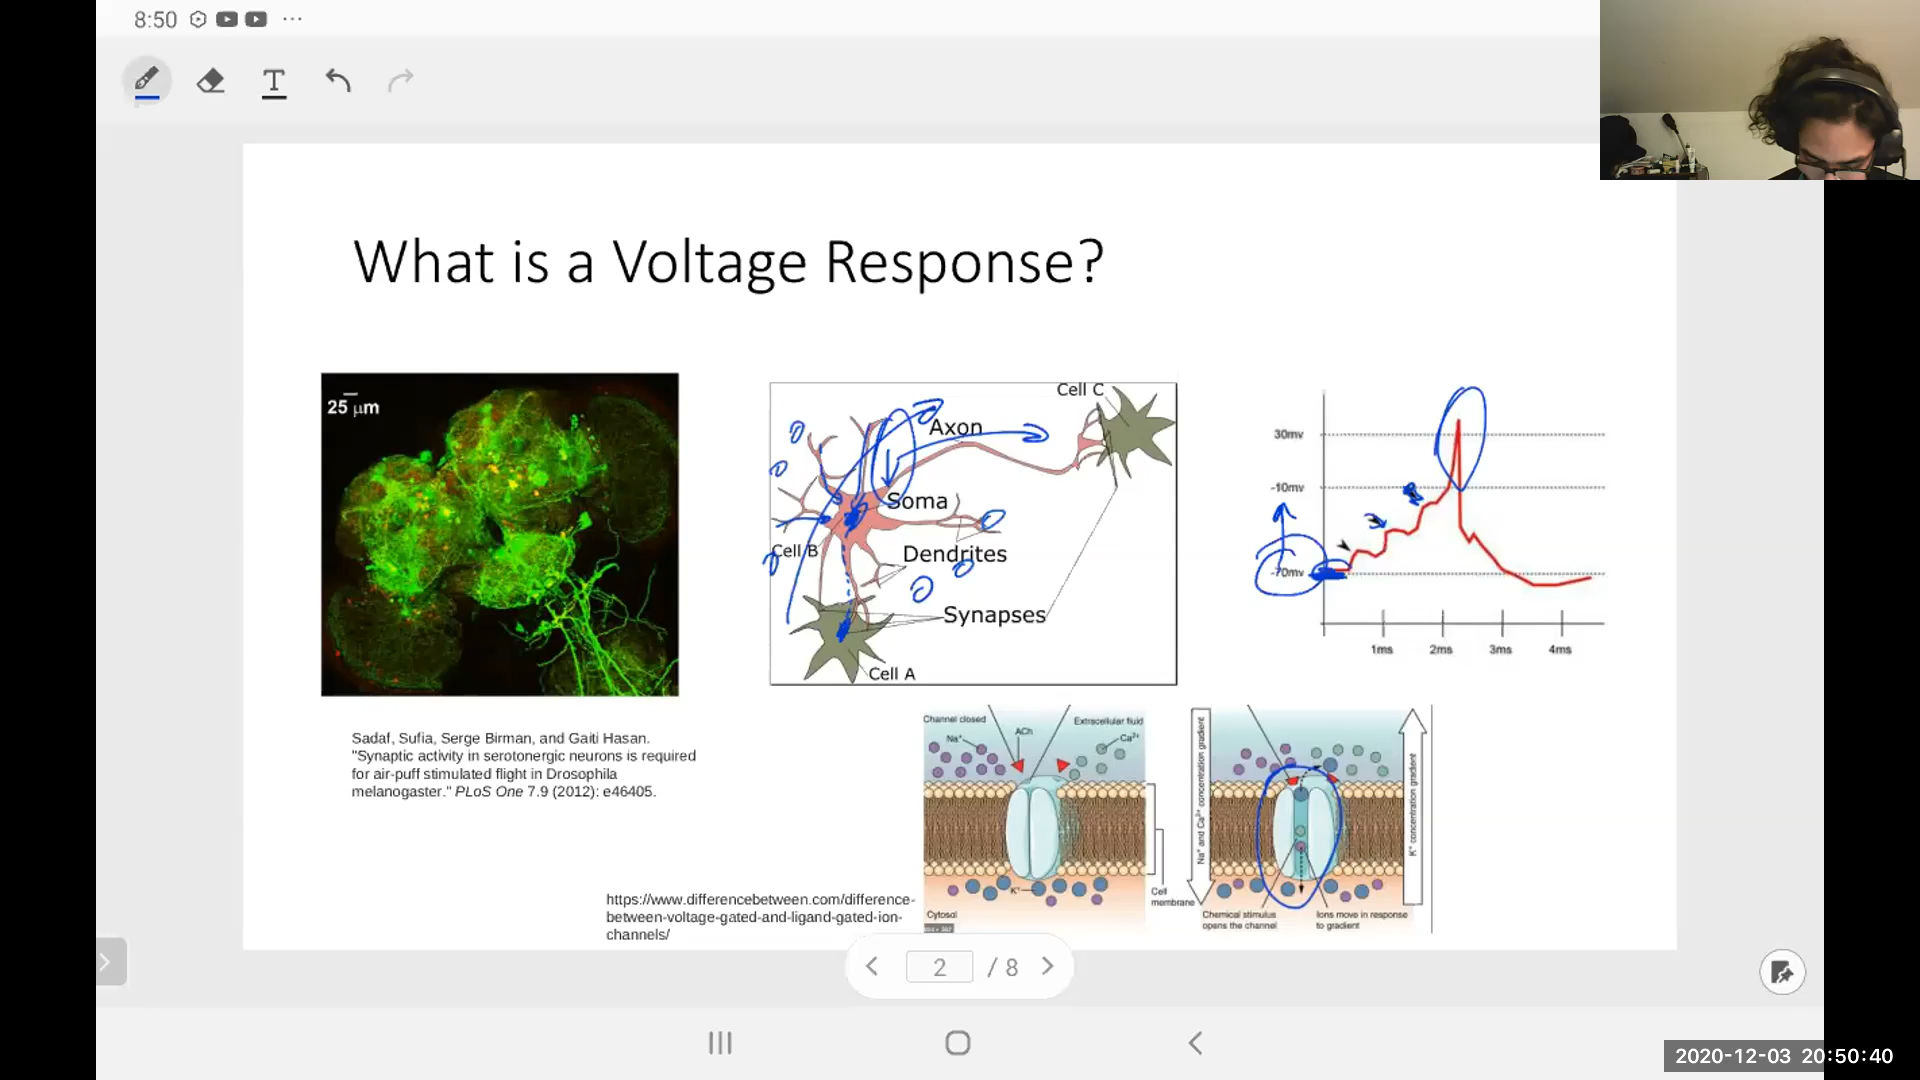 8:50
What is a Voltage Response?
25 μm
Cell C
Axon
Soma
Cell B
Dendrites
Synapses
Cell A
30mv
-10mv
-70mv
1ms 2ms 3ms 4ms
Sadaf, Sufia, Serge Birman, and Gaiti Hasan.
"Synaptic activity in serotonergic neurons is required
for air-puff stimulated flight in Drosophila
melanogaster." PLoS One 7.9 (2012): e46405.
Channel closed
Extracellular fluid
Na⁺
ACh
Ca²⁺
K⁺
Cell
membrane
Cytosol
Na⁺ and Ca²⁺ concentration gradient
K⁺ concentration gradient
Chemical stimulus
opens the channel
Ions move in response
to gradient
https://www.differencebetween.com/difference-
between-voltage-gated-and-ligand-gated-ion-
channels/
2 / 8
2020-12-03 20:50:40